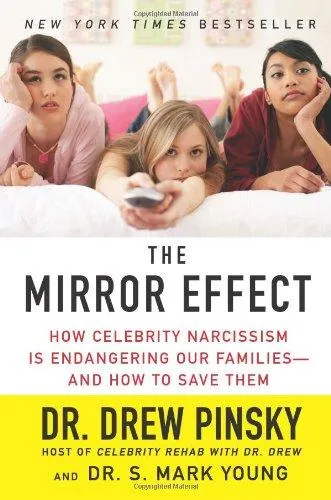 NEW YORK TIMES BESTSELLER
THE
MIRROR EFFECT
HOW CELEBRITY NARCISSISM
IS ENDANGERING OUR FAMILIES—
AND HOW TO SAVE THEM
DR. DREW PINSKY
HOST OF CELEBRITY REHAB WITH DR. DREW
AND DR. S. MARK YOUNG